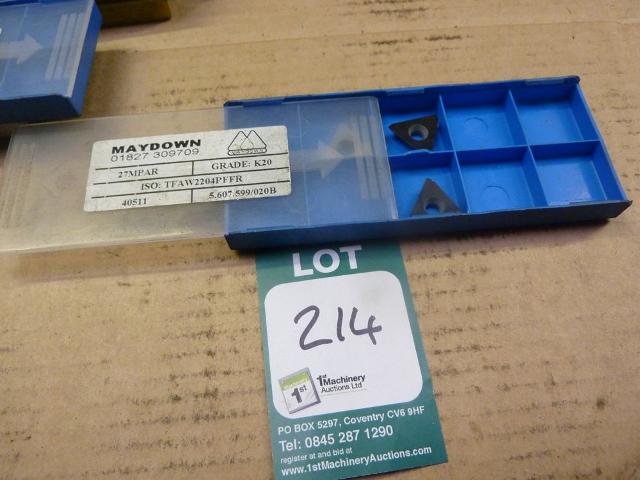 MAYDOWN
01827 309709
27MPAR GRADE: K20
ISO: TFAW2204PFFR
40511 5.607.599/020B
LOT
214
1st
1st Machinery
Auctions Ltd
PO BOX 5297, Coventry CV6 9HF
Tel: 0845 287 1290
register at and bid at
www.1stMachineryAuctions.com